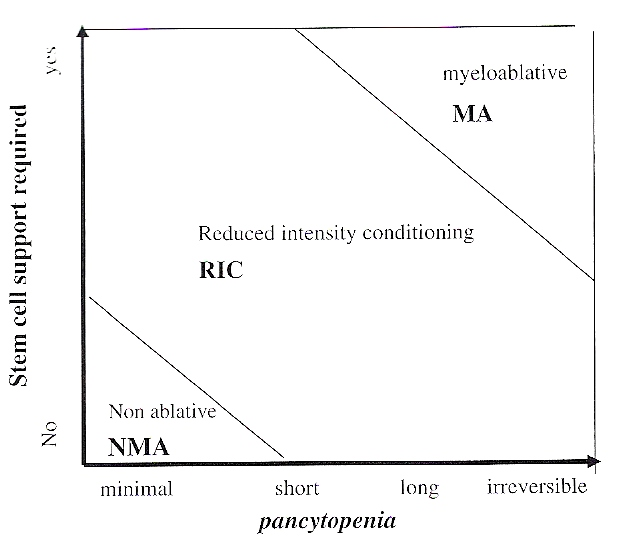 yes
myeloablative
MA
Stem cell support required
Reduced intensity conditioning
RIC
Non ablative
NMA
No
minimal short long irreversible
pancytopenia